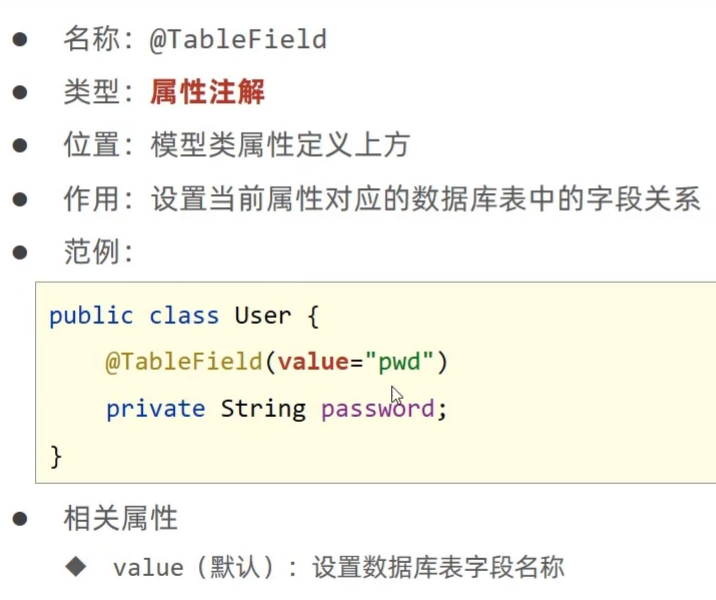 ● 名称：@TableField
● 类型：属性注解
● 位置：模型类属性定义上方
● 作用：设置当前属性对应的数据库表中的字段关系
● 范例：
public class User {
    @TableField(value="pwd")
    private String password;
}
● 相关属性
◆ value（默认）：设置数据库表字段名称